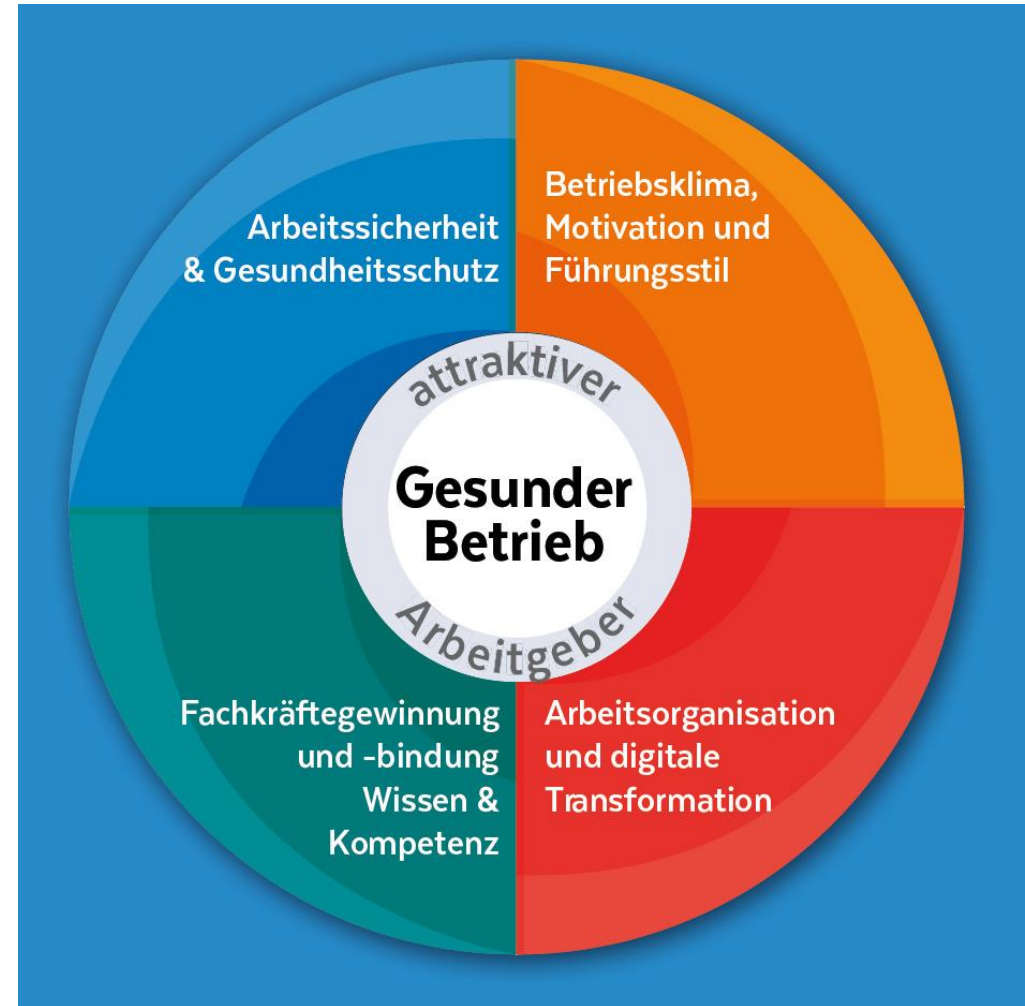 Arbeitssicherheit
& Gesundheitsschutz
Betriebsklima,
Motivation und
Führungsstil
attraktiver
Gesunder
Betrieb
Arbeitgeber
Fachkräftegewinnung
und -bindung
Wissen &
Kompetenz
Arbeitsorganisation
und digitale
Transformation